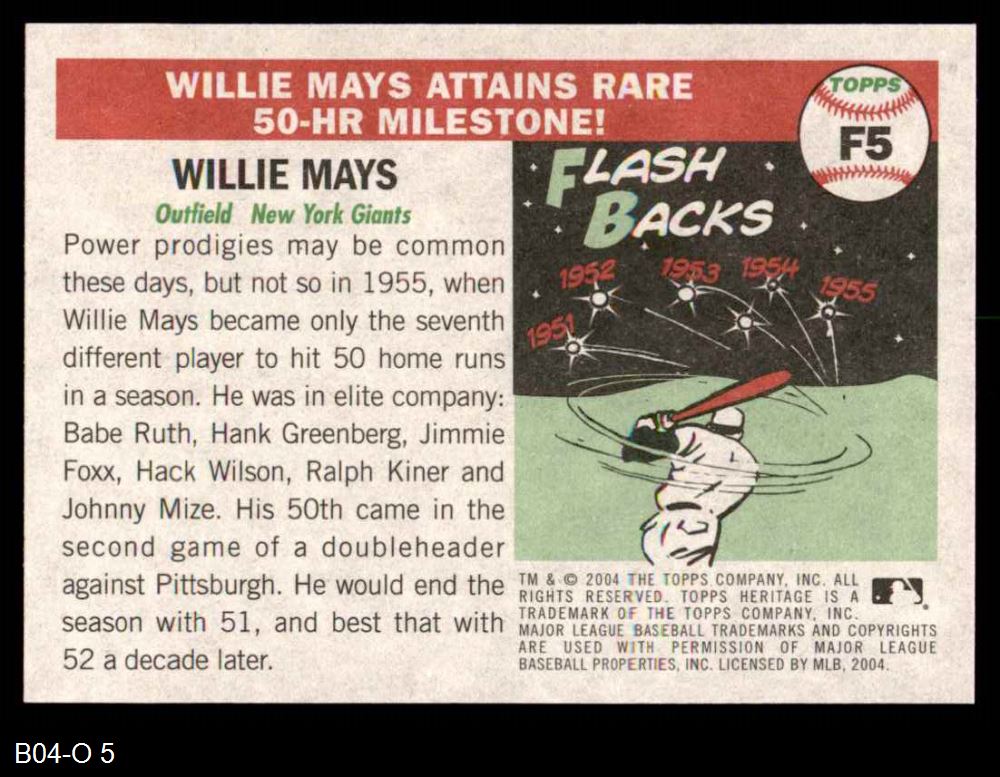 WILLIE MAYS ATTAINS RARE
50-HR MILESTONE!
TOPPS
F5
WILLIE MAYS
Outfield New York Giants
Power prodigies may be common
these days, but not so in 1955, when
Willie Mays became only the seventh
different player to hit 50 home runs
in a season. He was in elite company:
Babe Ruth, Hank Greenberg, Jimmie
Foxx, Hack Wilson, Ralph Kiner and
Johnny Mize. His 50th came in the
second game of a doubleheader
against Pittsburgh. He would end the
season with 51, and best that with
52 a decade later.
FLASH
BACKS
1951
1952
1953
1954
1955
TM & © 2004 THE TOPPS COMPANY, INC. ALL
RIGHTS RESERVED. TOPPS HERITAGE IS A
TRADEMARK OF THE TOPPS COMPANY, INC.
MAJOR LEAGUE BASEBALL TRADEMARKS AND COPYRIGHTS
ARE USED WITH PERMISSION OF MAJOR LEAGUE
BASEBALL PROPERTIES, INC. LICENSED BY MLB, 2004.
B04-O 5